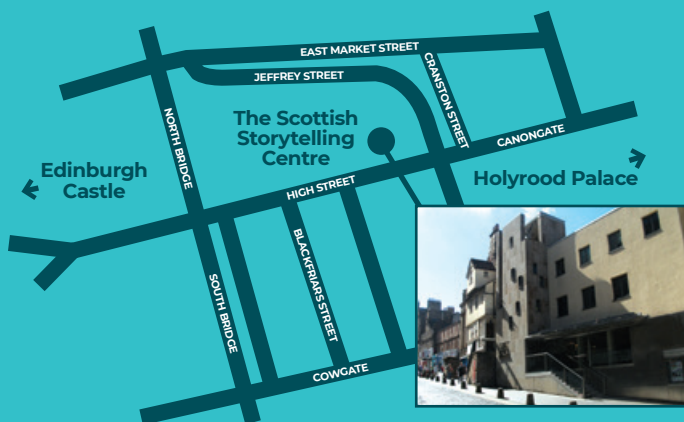 EAST MARKET STREET
JEFFREY STREET
CRANSTON STREET
NORTH BRIDGE
The Scottish
Storytelling
Centre
CANONGATE
Edinburgh
Castle
HIGH STREET
Holyrood Palace
BLACKFRIARS STREET
SOUTH BRIDGE
COWGATE